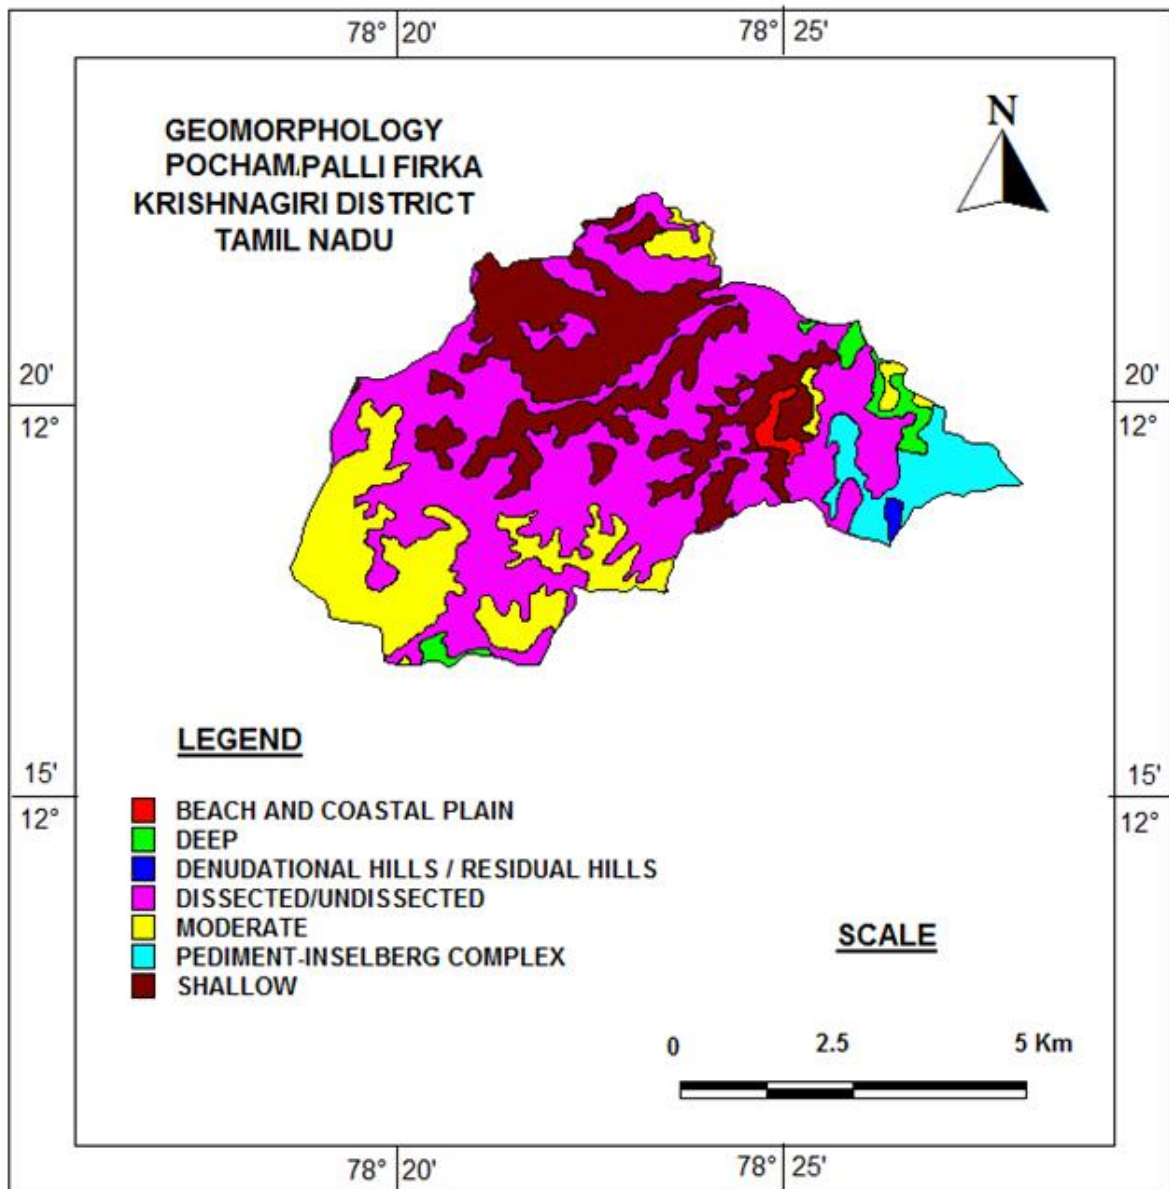 78° 20'
78° 25'
GEOMORPHOLOGY
POCHAMPALLI FIRKA
KRISHNAGIRI DISTRICT
TAMIL NADU
N
20'
12°
20'
12°
LEGEND
BEACH AND COASTAL PLAIN
DEEP
DENUDATIONAL HILLS / RESIDUAL HILLS
DISSECTED/UNDISSECTED
MODERATE
PEDIMENT-INSELBERG COMPLEX
SHALLOW
15'
12°
15'
12°
SCALE
0 2.5 5 Km
78° 20'
78° 25'